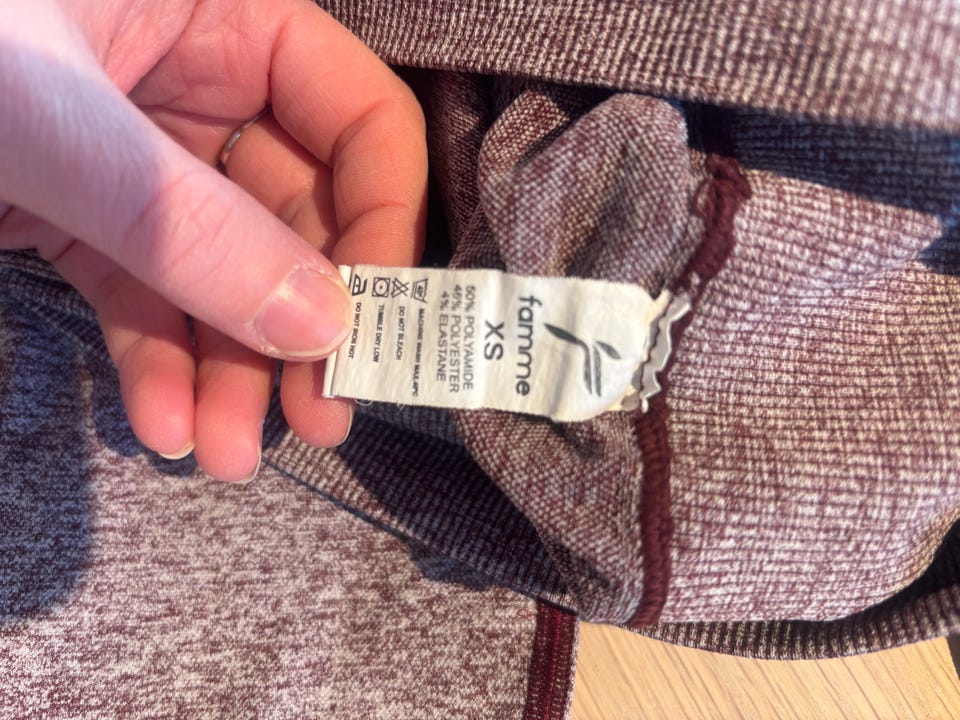 famme
XS
50% POLYAMIDE
46% POLYESTER
4% ELASTANE
MACHINE WASH MAX.40°C
DO NOT BLEACH
TUMBLE DRY LOW
DO NOT IRON HOT